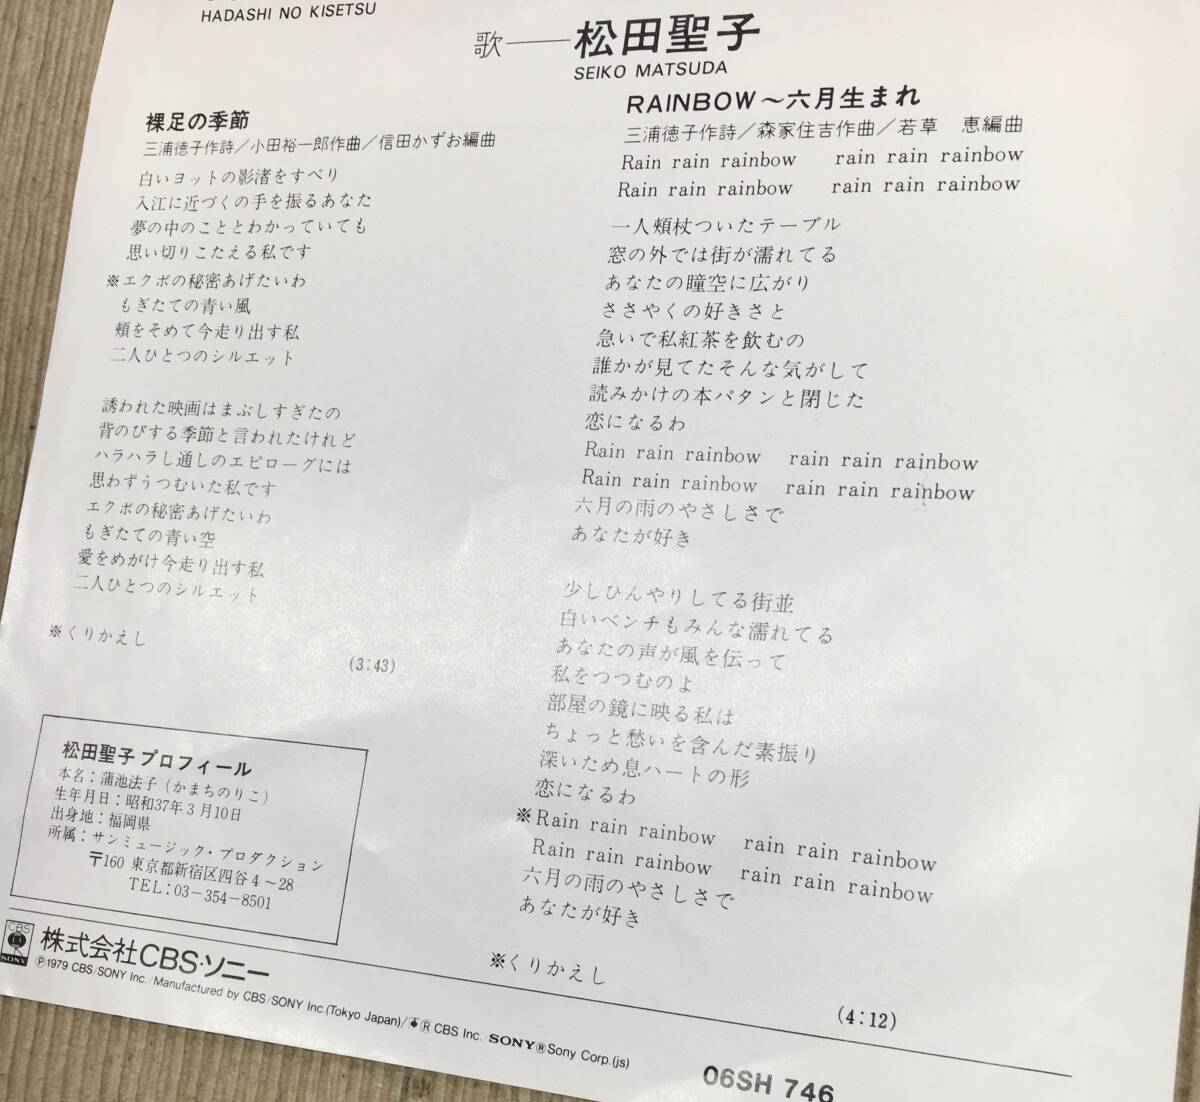 HADASHI NO KISETSU
歌――松田聖子
SEIKO MATSUDA
裸足の季節
三浦徳子作詩／小田裕一郎作曲／信田かずお編曲
白いヨットの影渚をすべり
入江に近づくの手を振るあなた
夢の中のこととわかっていても
思い切りこたえる私です
※エクボの秘密あげたいわ
もぎたての青い風
頬をそめて今走り出す私
二人ひとつのシルエット
誘われた映画はまぶしすぎたの
背のびする季節と言われたけれど
ハラハラし通しのエピローグには
思わずうつむいた私です
エクボの秘密あげたいわ
もぎたての青い空
愛をめがけ今走り出す私
二人ひとつのシルエット
※くりかえし
(3:43)
RAINBOW〜六月生まれ
三浦徳子作詩／森家住吉作曲／若草　恵編曲
Rain rain rainbow　rain rain rainbow
Rain rain rainbow　rain rain rainbow
一人頬杖ついたテーブル
窓の外では街が濡れてる
あなたの瞳空に広がり
ささやくの好きさと
急いで私紅茶を飲むの
誰かが見てたそんな気がして
読みかけの本パタンと閉じた
恋になるわ
Rain rain rainbow　rain rain rainbow
Rain rain rainbow　rain rain rainbow
六月の雨のやさしさで
あなたが好き
少しひんやりしてる街並
白いベンチもみんな濡れてる
あなたの声が風を伝って
私をつつむのよ
部屋の鏡に映る私は
ちょっと愁いを含んだ素振り
深いため息ハートの形
恋になるわ
※Rain rain rainbow　rain rain rainbow
Rain rain rainbow　rain rain rainbow
六月の雨のやさしさで
あなたが好き
※くりかえし
(4:12)
松田聖子プロフィール
本名：蒲池法子（かまちのりこ）
生年月日：昭和37年3月10日
出身地：福岡県
所属：サンミュージック・プロダクション
〒160 東京都新宿区四谷4〜28
TEL：03―354―8501
CBS
SONY
株式会社CBS・ソニー
Ⓟ1979 CBS/SONY Inc./Manufactured by CBS/SONY Inc.(Tokyo Japan)/Ⓡ CBS Inc. SONYⓇSony Corp.(js)
06SH 746